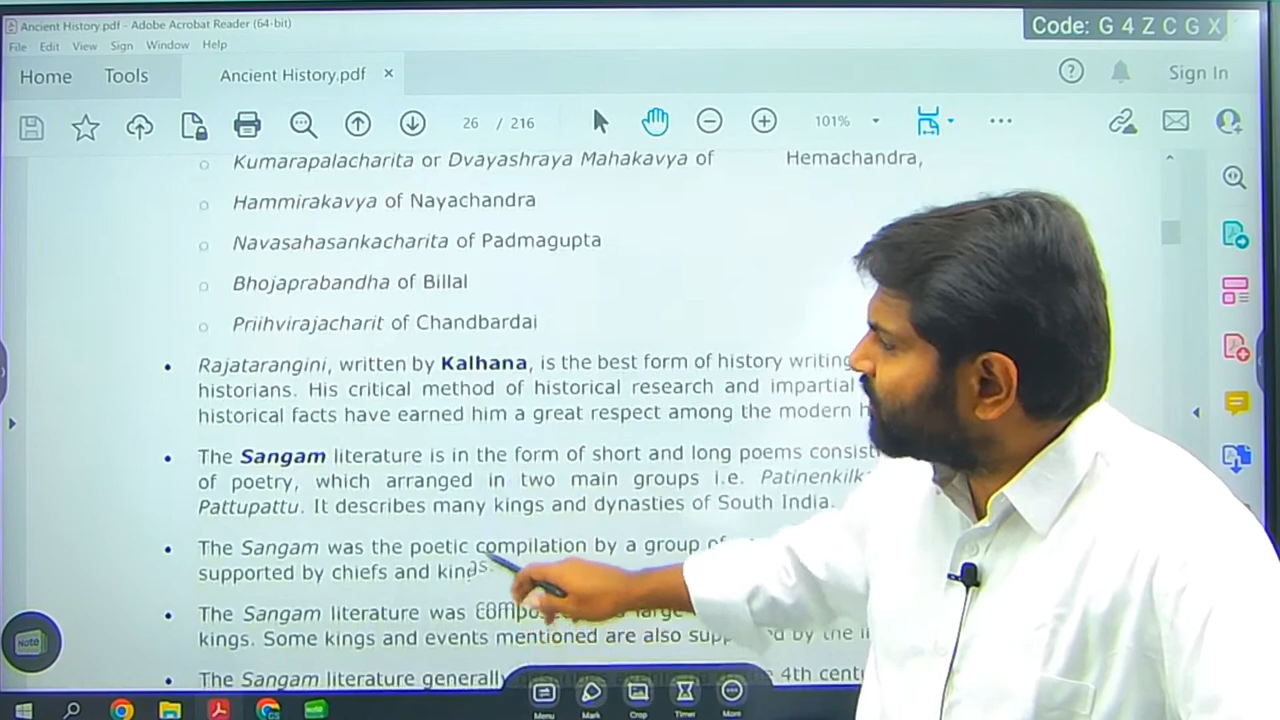 Ancient History.pdf - Adobe Acrobat Reader (64-bit)
Code: G 4 Z C G X
File Edit View Sign Window Help
Home Tools Ancient History.pdf × Sign In
26 / 216 101%
Kumarapalacharita or Dvayashraya Mahakavya of Hemachandra,
Hammirakavya of Nayachandra
Navasahasankacharita of Padmagupta
Bhojaprabandha of Billal
Priihvirajacharit of Chandbardai
Rajatarangini, written by Kalhana, is the best form of history writing
historians. His critical method of historical research and impartial
historical facts have earned him a great respect among the modern
The Sangam literature is in the form of short and long poems
of poetry, which arranged in two main groups i.e.
Pattupattu. It describes many kings and dynasties of South India.
The Sangam was the poetic compilation by a group
supported by chiefs and
The Sangam literature was large
kings. Some kings and events mentioned are also by the
The Sangam literature generally 4th
Note
Menu Mark Crop Timer More